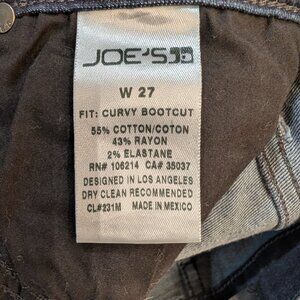 JOE'S
W 27
FIT: CURVY BOOTCUT
55% COTTON/COTON
43% RAYON
2% ELASTANE
RN# 106214 CA# 35037
DESIGNED IN LOS ANGELES
DRY CLEAN RECOMMENDED
CL#231M MADE IN MEXICO